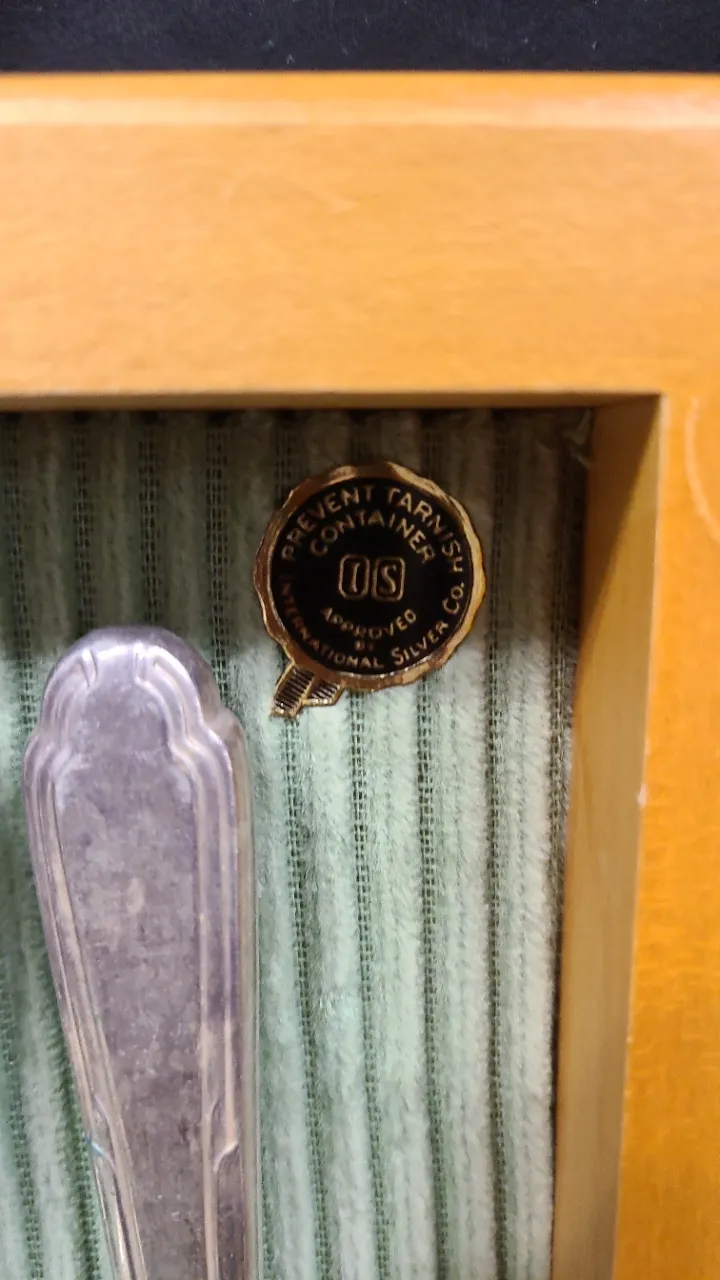 PREVENT TARNISH
CONTAINER
IS
APPROVED
BY
INTERNATIONAL SILVER CO.